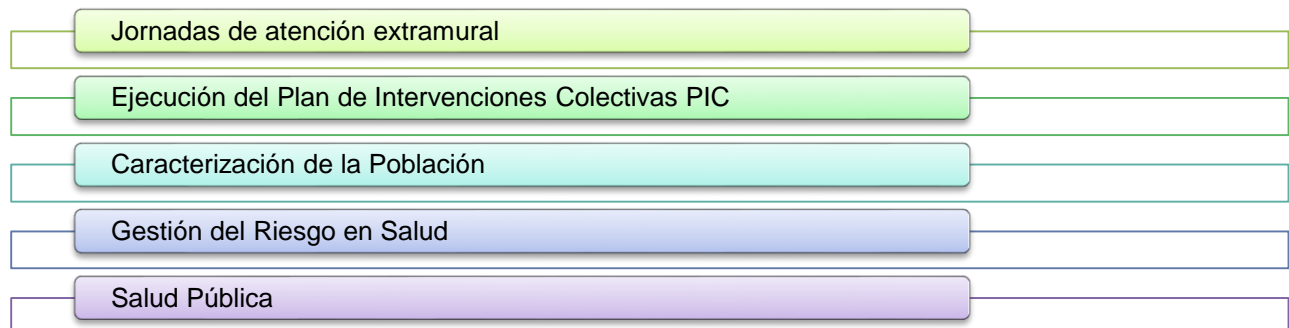 Jornadas de atención extramural
Ejecución del Plan de Intervenciones Colectivas PIC
Caracterización de la Población
Gestión del Riesgo en Salud
Salud Pública